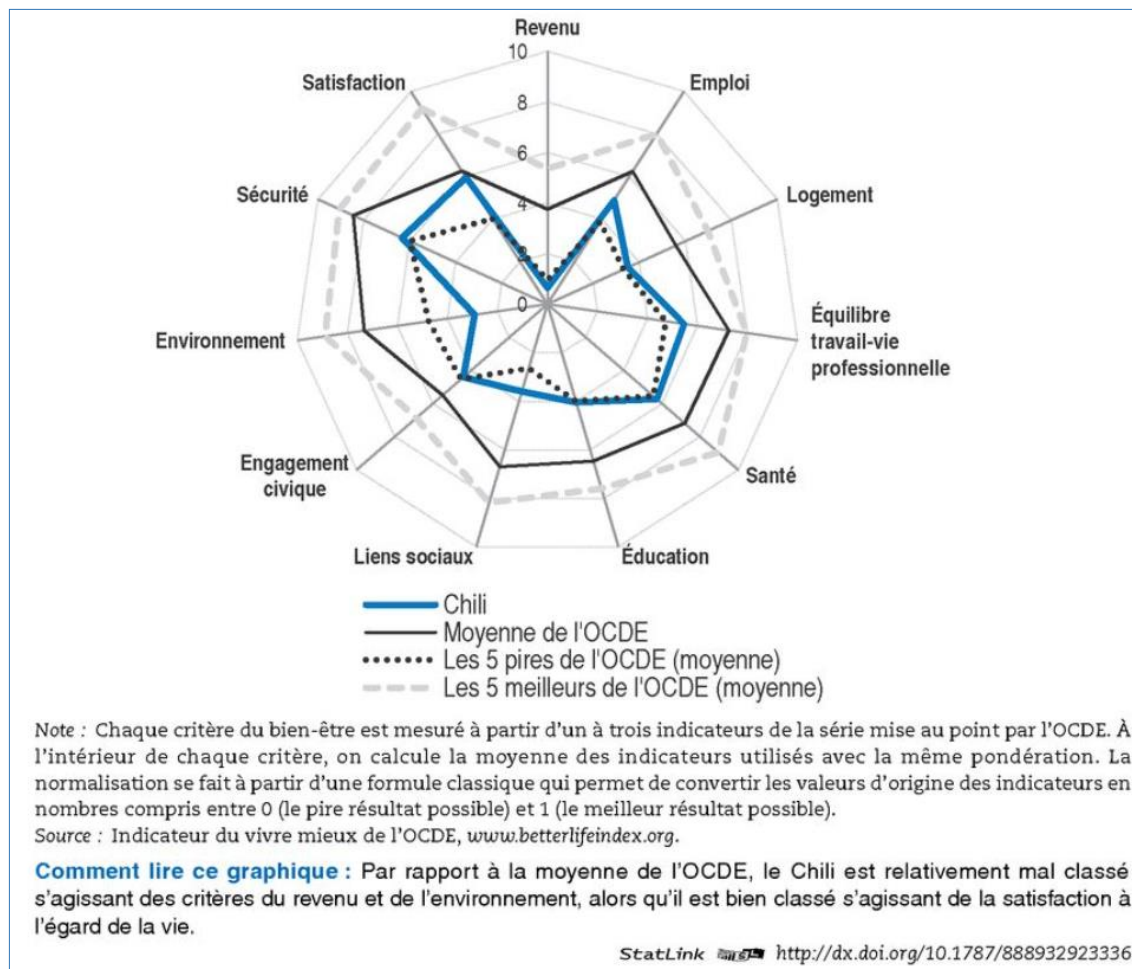 Revenu
10
Satisfaction
Emploi
8
6
Sécurité
Logement
4
2
0
Environnement
Équilibre
travail-vie
professionnelle
Engagement
civique
Santé
Liens sociaux
Éducation
Chili
Moyenne de l'OCDE
Les 5 pires de l'OCDE (moyenne)
Les 5 meilleurs de l'OCDE (moyenne)
Note : Chaque critère du bien-être est mesuré à partir d'un à trois indicateurs de la série mise au point par l'OCDE. À
l'intérieur de chaque critère, on calcule la moyenne des indicateurs utilisés avec la même pondération. La
normalisation se fait à partir d'une formule classique qui permet de convertir les valeurs d'origine des indicateurs en
nombres compris entre 0 (le pire résultat possible) et 1 (le meilleur résultat possible).
Source : Indicateur du vivre mieux de l'OCDE, www.betterlifeindex.org.
Comment lire ce graphique : Par rapport à la moyenne de l'OCDE, le Chili est relativement mal classé
s'agissant des critères du revenu et de l'environnement, alors qu'il est bien classé s'agissant de la satisfaction à
l'égard de la vie.
StatLink http://dx.doi.org/10.1787/888932923336